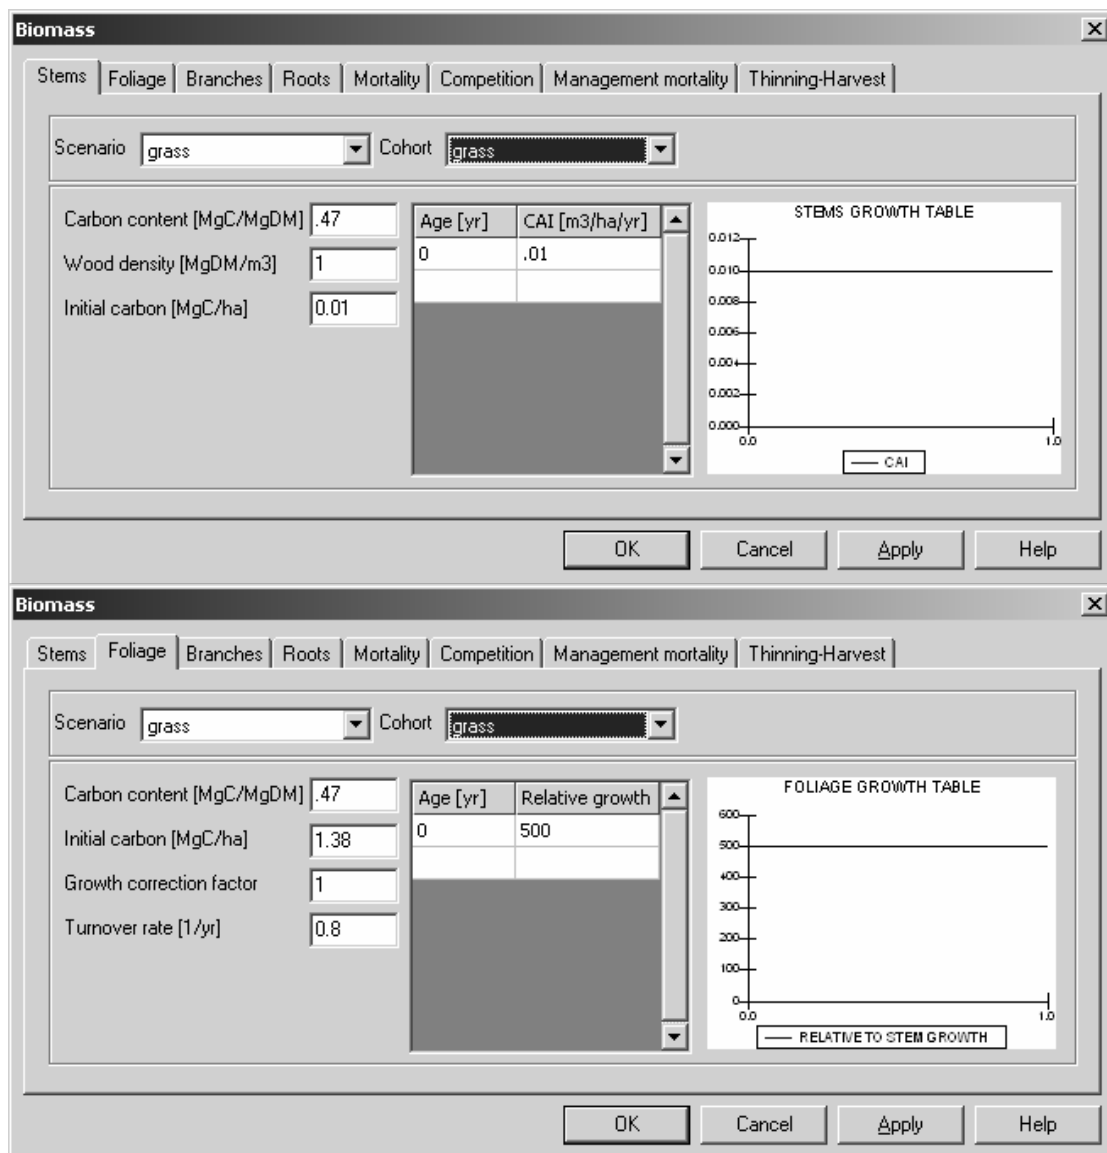 Biomass
Stems Foliage Branches Roots Mortality Competition Management mortality Thinning-Harvest
Scenario grass Cohort grass
Carbon content [MgC/MgDM] .47
Wood density [MgDM/m3] 1
Initial carbon [MgC/ha] 0.01
Age [yr] CAI [m3/ha/yr]
0 .01
STEMS GROWTH TABLE
0.012
0.010
0.008
0.006
0.004
0.002
0.000
0.0 1.0
CAI
OK Cancel Apply Help
Biomass
Stems Foliage Branches Roots Mortality Competition Management mortality Thinning-Harvest
Scenario grass Cohort grass
Carbon content [MgC/MgDM] .47
Initial carbon [MgC/ha] 1.38
Growth correction factor 1
Turnover rate [1/yr] 0.8
Age [yr] Relative growth
0 500
FOLIAGE GROWTH TABLE
600
500
400
300
200
100
0
0.0 1.0
RELATIVE TO STEM GROWTH
OK Cancel Apply Help